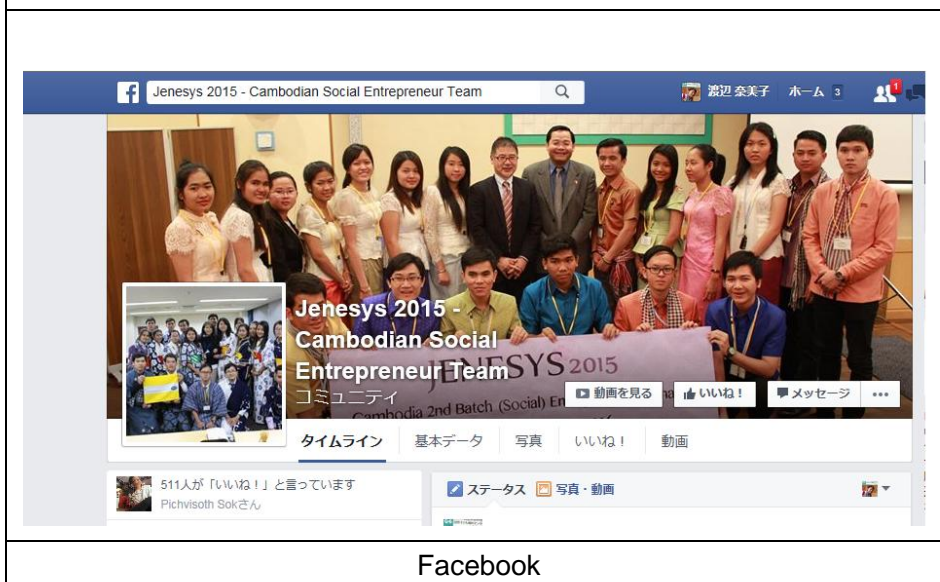 Jenesys 2015 - Cambodian Social Entrepreneur Team
渡辺 奈美子 ホーム 3
1
Jenesys 2015 -
Cambodian Social
Entrepreneur Team
コミュニティ
JENESYS 2015
Cambodia 2nd Batch (Social) En
動画を見る
いいね!
メッセージ
タイムライン 基本データ 写真 いいね! 動画
511人が「いいね!」と言っています
Pichvisoth Sokさん
ステータス 写真・動画
Facebook